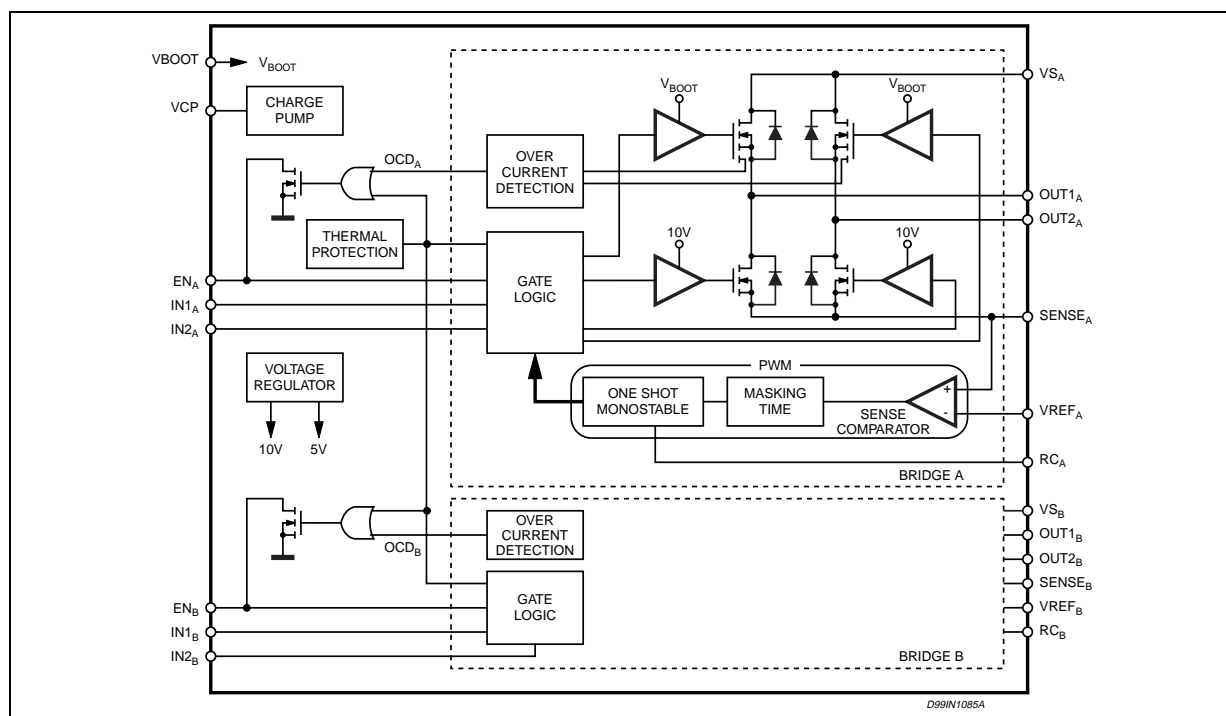 VBOOT
V_BOOT
VCP
CHARGE
PUMP
V_BOOT
V_BOOT
VS_A
OCD_A
OVER
CURRENT
DETECTION
OUT1_A
OUT2_A
THERMAL
PROTECTION
10V
10V
GATE
LOGIC
EN_A
IN1_A
IN2_A
SENSE_A
VOLTAGE
REGULATOR
10V
5V
PWM
ONE SHOT
MONOSTABLE
MASKING
TIME
+
-
SENSE
COMPARATOR
VREF_A
RC_A
BRIDGE A
VS_B
OUT1_B
OUT2_B
SENSE_B
VREF_B
RC_B
OCD_B
OVER
CURRENT
DETECTION
GATE
LOGIC
EN_B
IN1_B
IN2_B
BRIDGE B
D99IN1085A